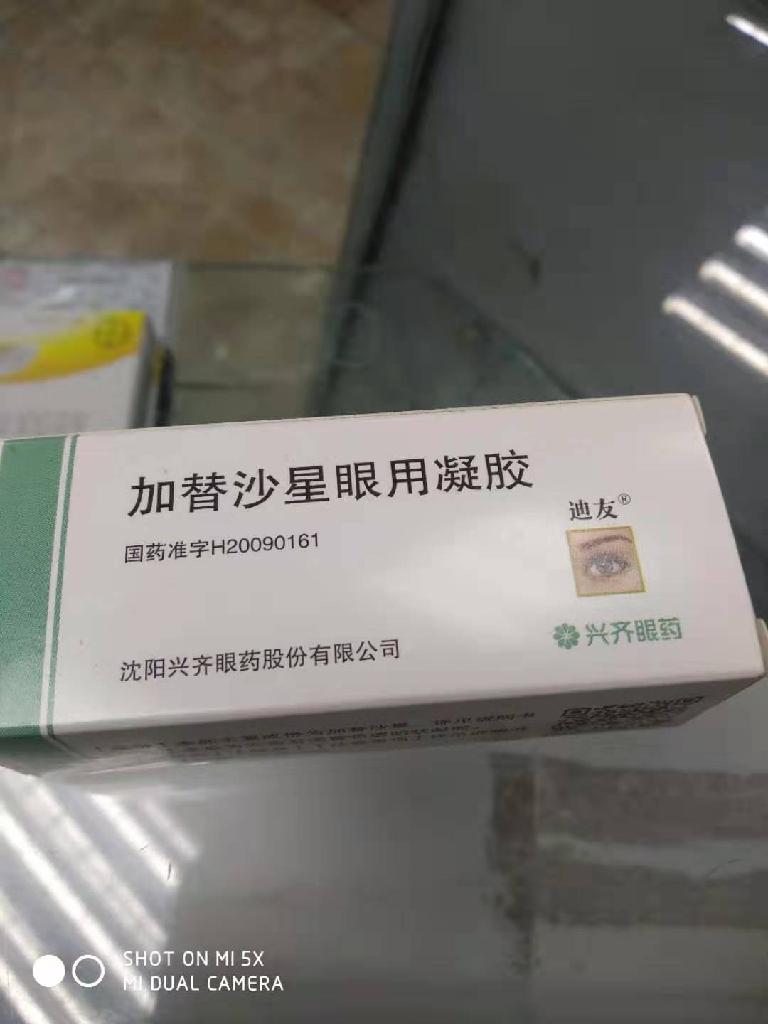 加替沙星眼用凝胶
迪友®
国药准字H20090161
兴齐眼药
沈阳兴齐眼药股份有限公司
SHOT ON MI 5X
MI DUAL CAMERA